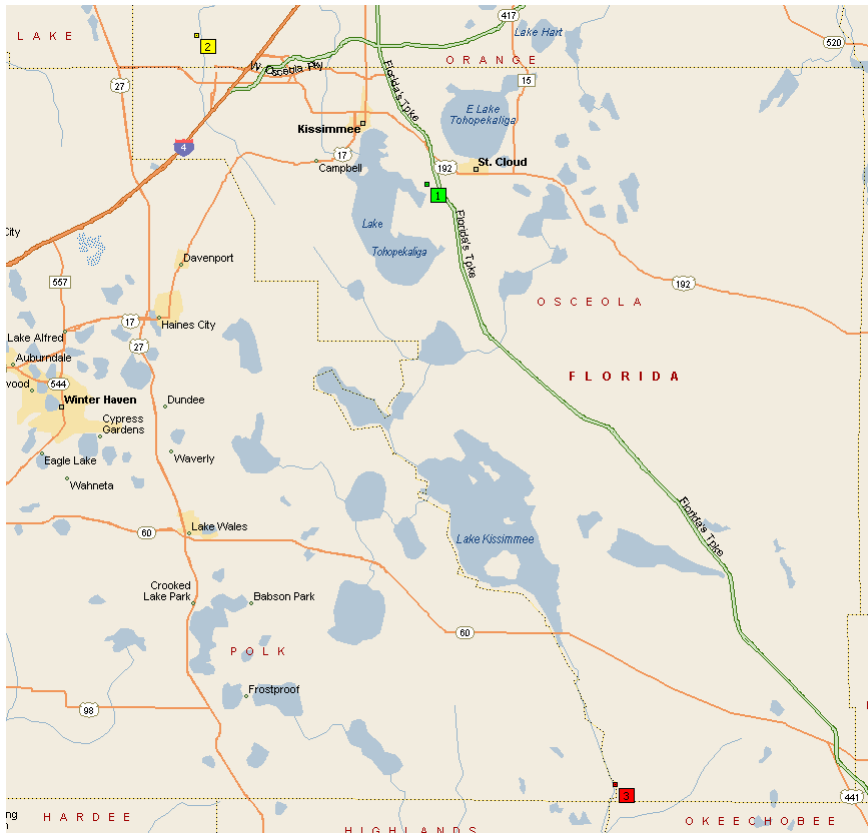 417
LAKE
2
Lake Hart
520
W Osceola Pky
ORANGE
27
Florida's Tpke
15
E Lake
Tohopekaliga
Kissimmee
4
17
Campbell
192
St. Cloud
1
City
Lake
Tohopekaliga
Florida's Tpke
Davenport
557
192
OSCEOLA
17
Haines City
Lake Alfred
27
Auburndale
FLORIDA
wood
544
Winter Haven
Dundee
Cypress
Gardens
Eagle Lake
Waverly
Wahneta
Florida's Tpke
60
Lake Wales
Lake Kissimmee
Crooked
Lake Park
Babson Park
60
POLK
Frostproof
98
3
441
ng
HARDEE
OKEECHOBEE
HIGHLANDS